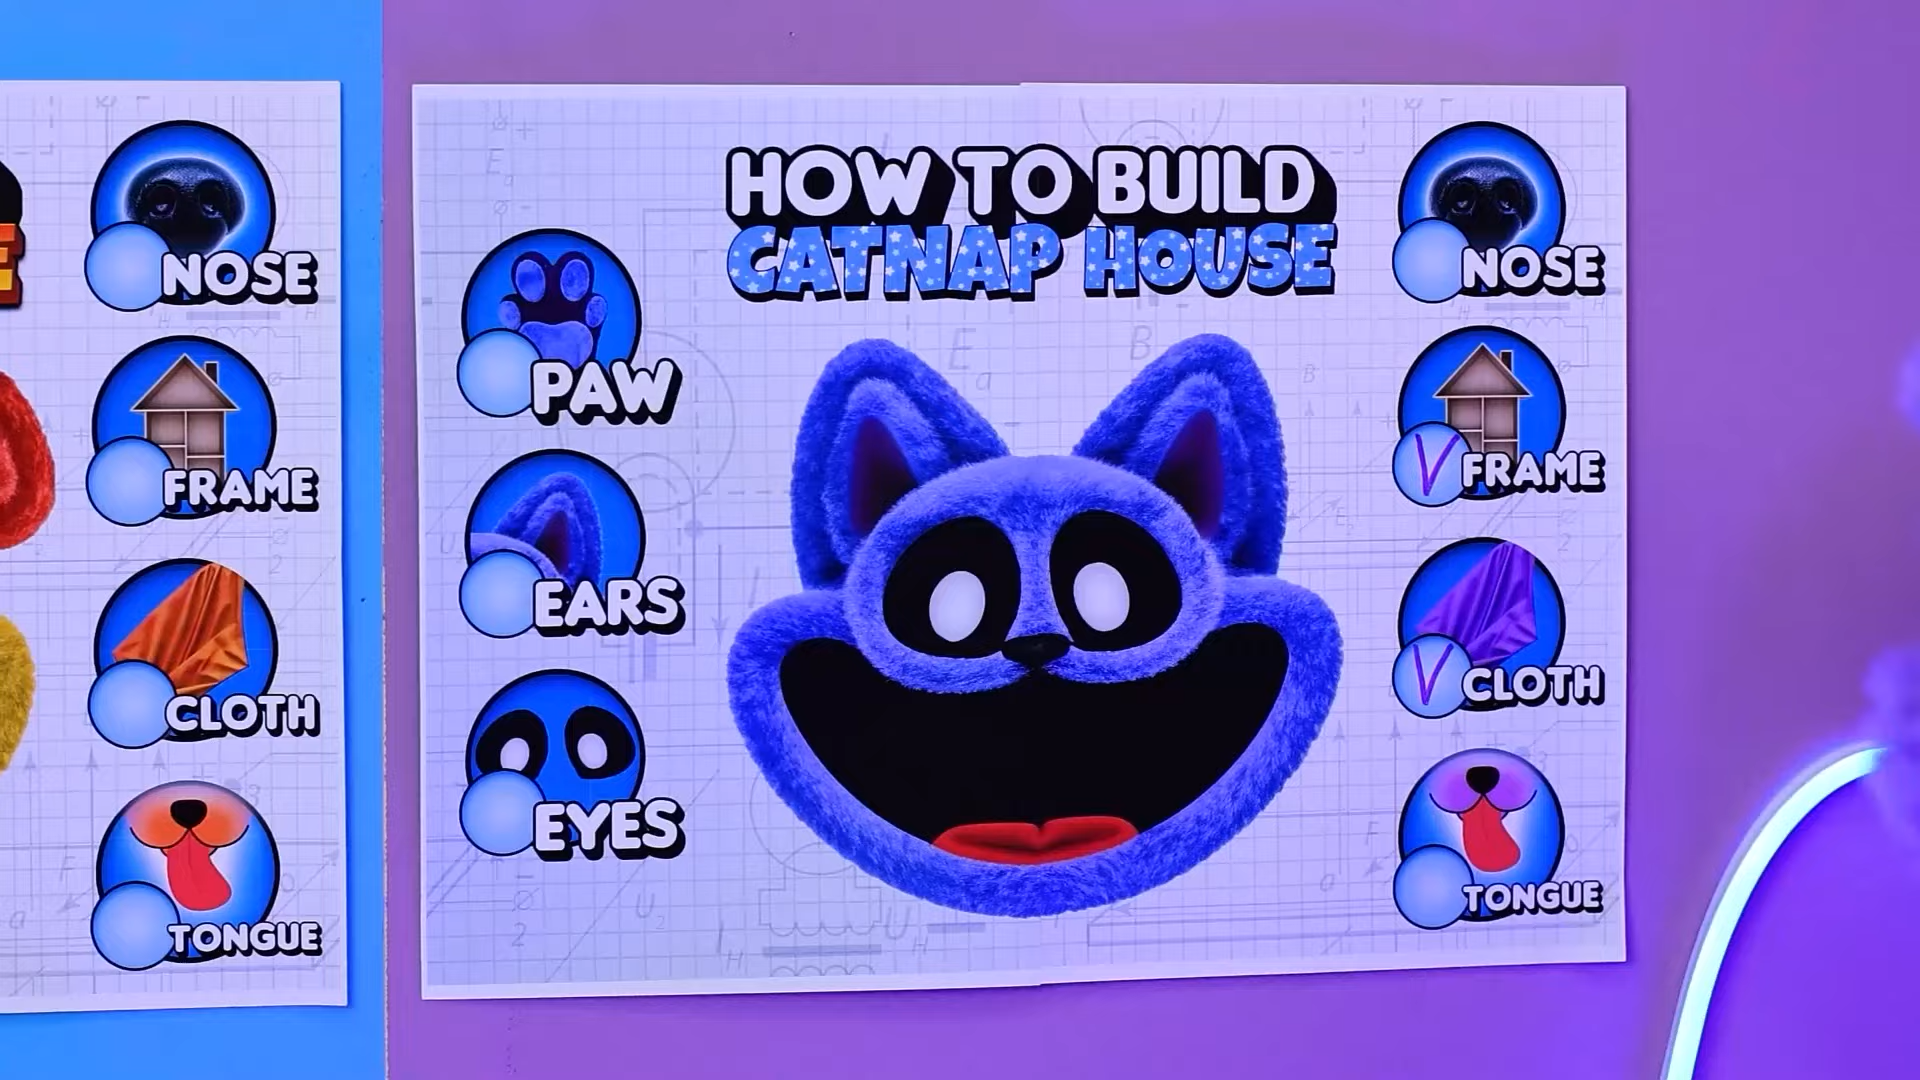 NOSE
FRAME
CLOTH
TONGUE
HOW TO BUILD
CATNAP HOUSE
PAW
EARS
EYES
NOSE
V FRAME
V CLOTH
TONGUE